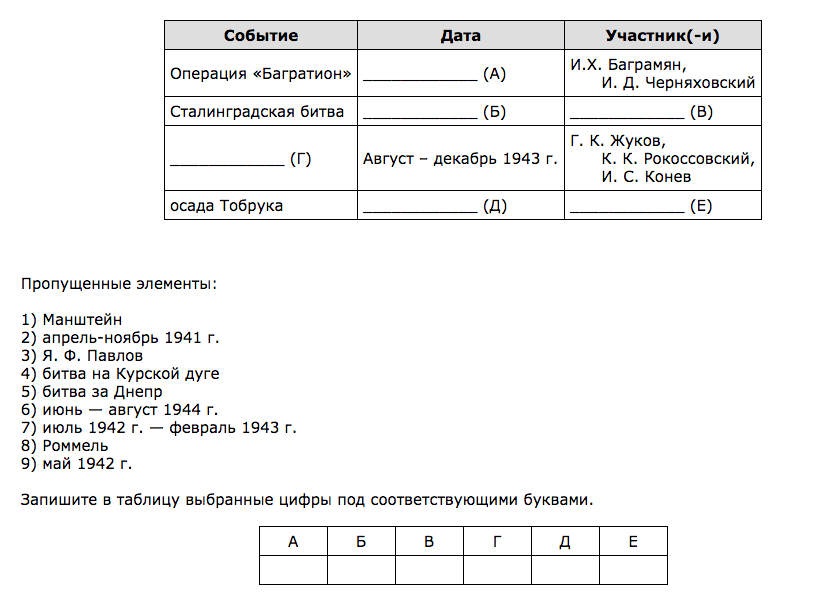 Событие Дата Участник(-и)
Операция «Багратион» ____________ (А) И.Х. Баграмян,
И. Д. Черняховский
Сталинградская битва ____________ (Б) ____________ (В)
____________ (Г) Август – декабрь 1943 г. Г. К. Жуков,
К. К. Рокоссовский,
И. С. Конев
осада Тобрука ____________ (Д) ____________ (Е)
Пропущенные элементы:
1) Манштейн
2) апрель-ноябрь 1941 г.
3) Я. Ф. Павлов
4) битва на Курской дуге
5) битва за Днепр
6) июнь — август 1944 г.
7) июль 1942 г. — февраль 1943 г.
8) Роммель
9) май 1942 г.
Запишите в таблицу выбранные цифры под соответствующими буквами.
А Б В Г Д Е